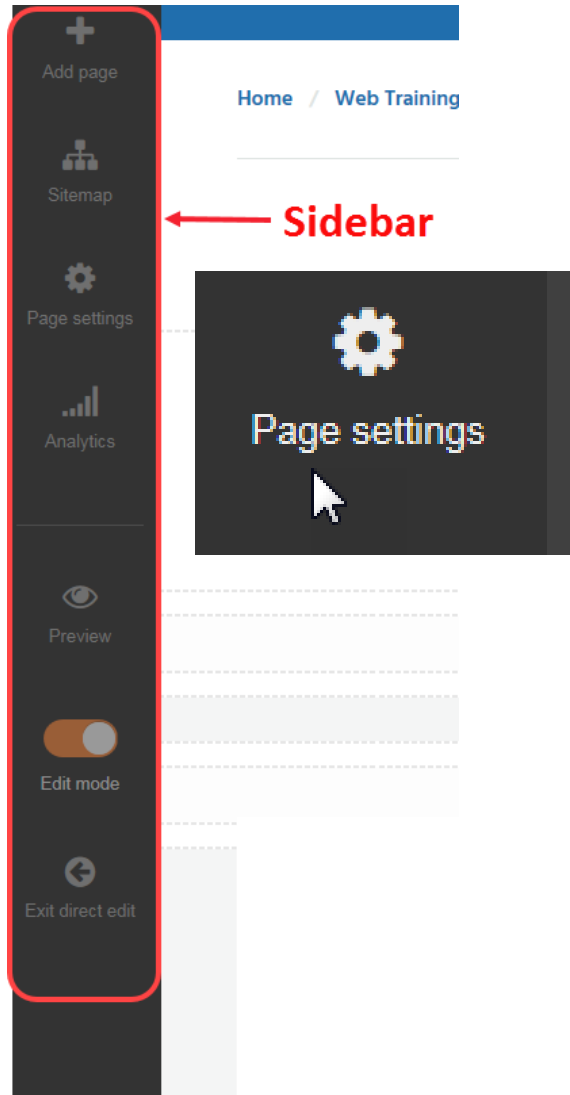 Add page
Home / Web Training
Sitemap
Sidebar
Page settings
Page settings
Analytics
Preview
Edit mode
Exit direct edit